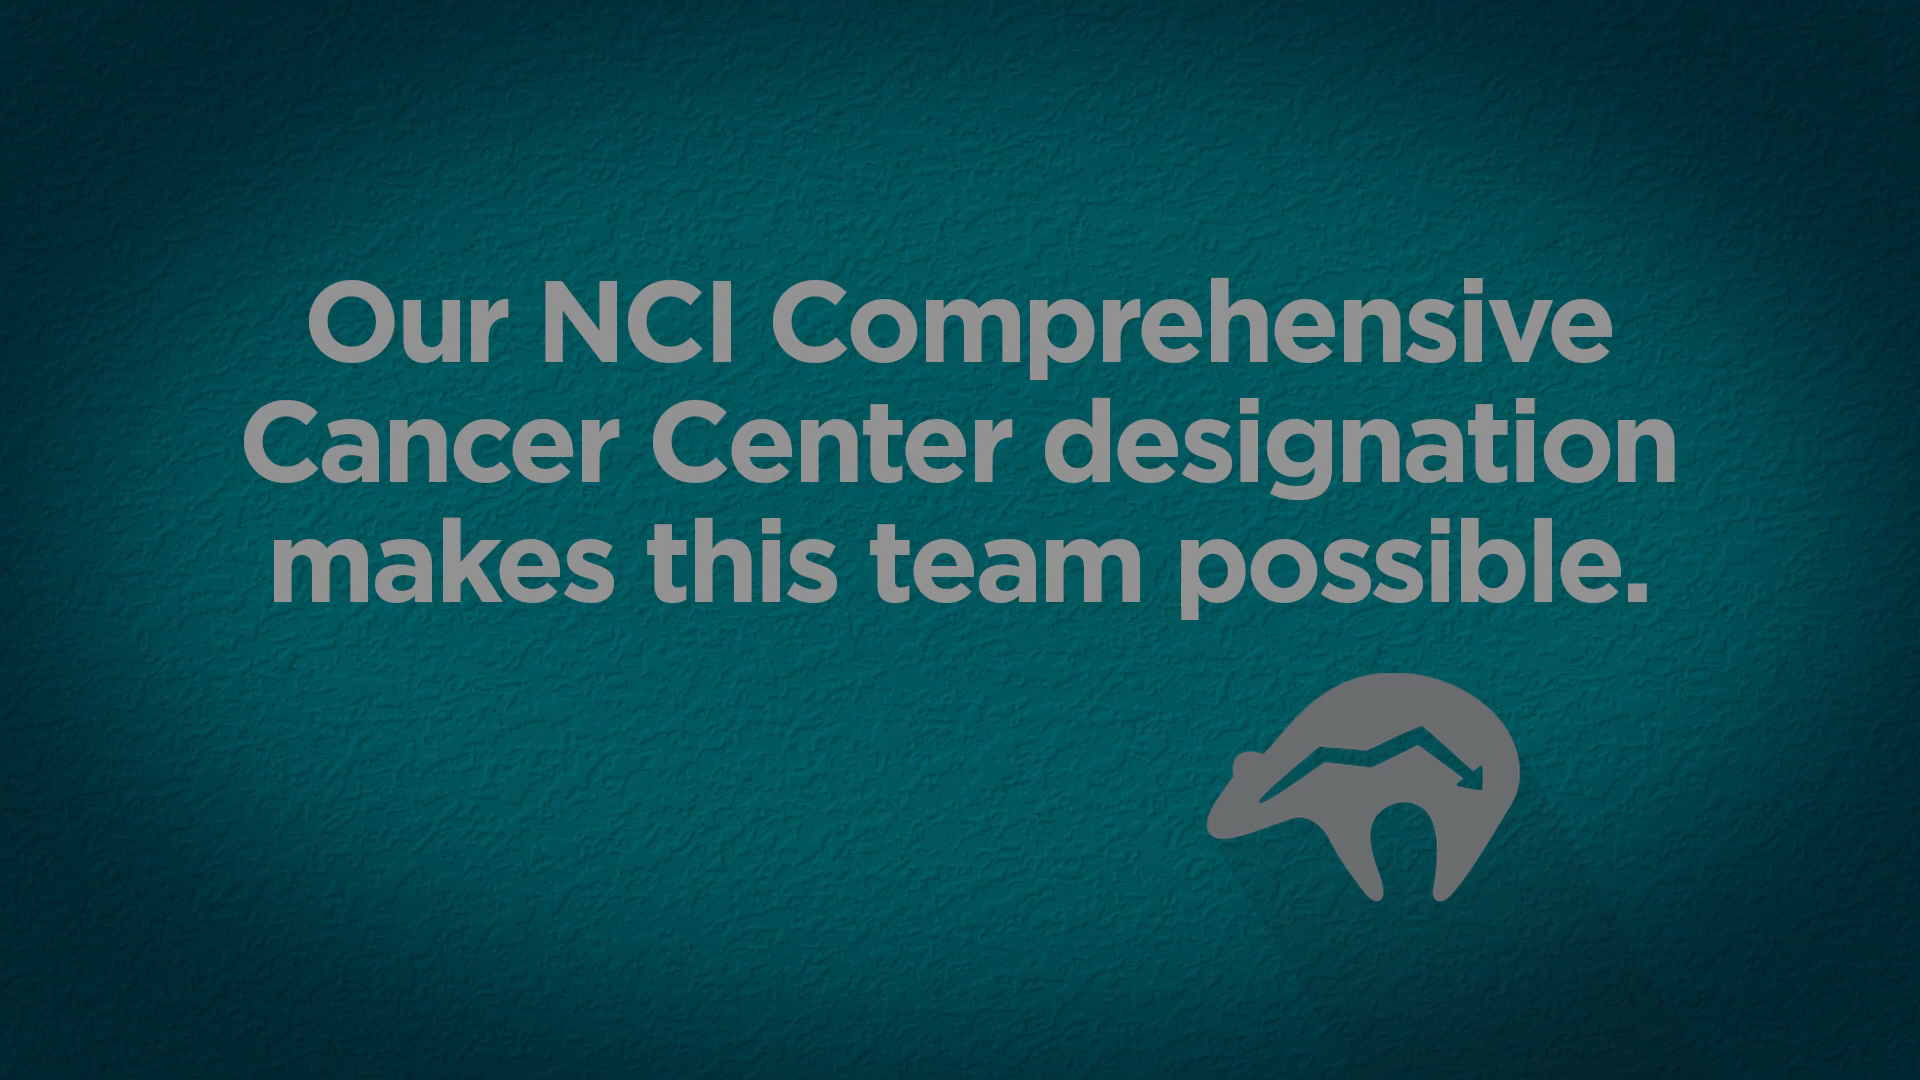 Our NCI Comprehensive
Cancer Center designation
makes this team possible.